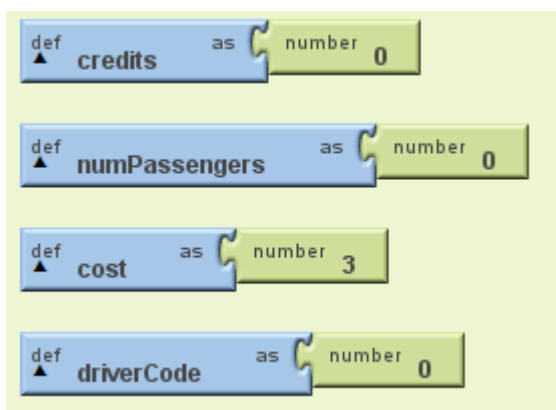 def credits as number 0
def numPassengers as number 0
def cost as number 3
def driverCode as number 0